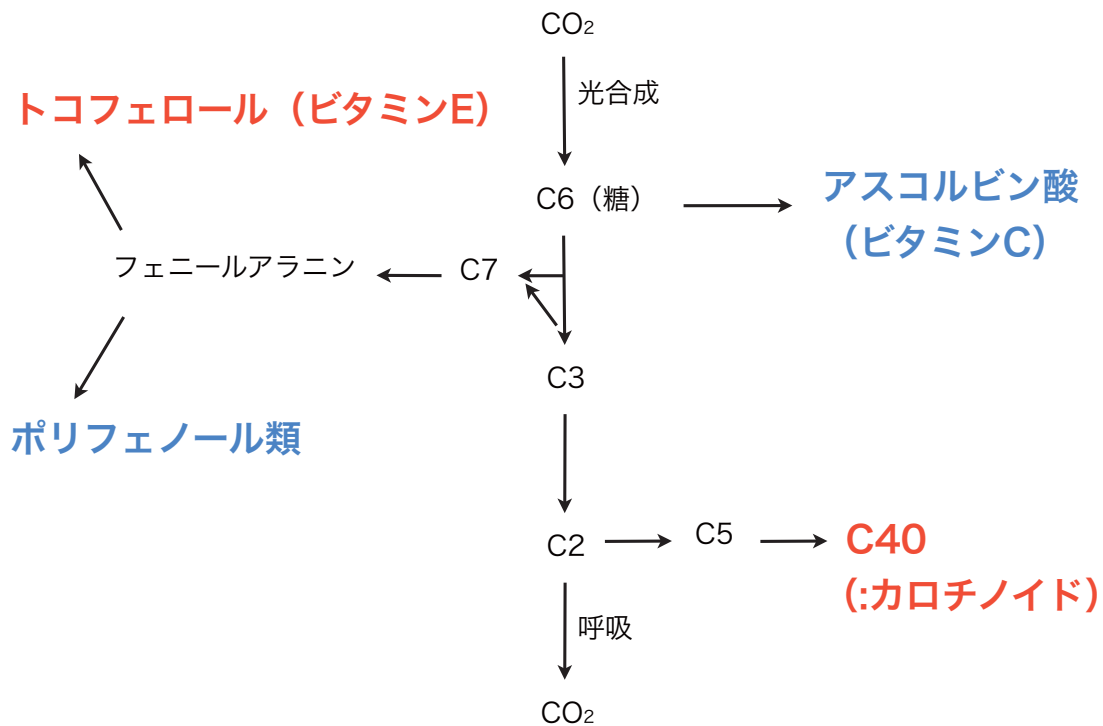 CO₂
光合成
トコフェロール（ビタミンE）
C6（糖）
アスコルビン酸
（ビタミンC）
フェニールアラニン
C7
C3
ポリフェノール類
C2
C5
C40
（:カロチノイド）
呼吸
CO₂